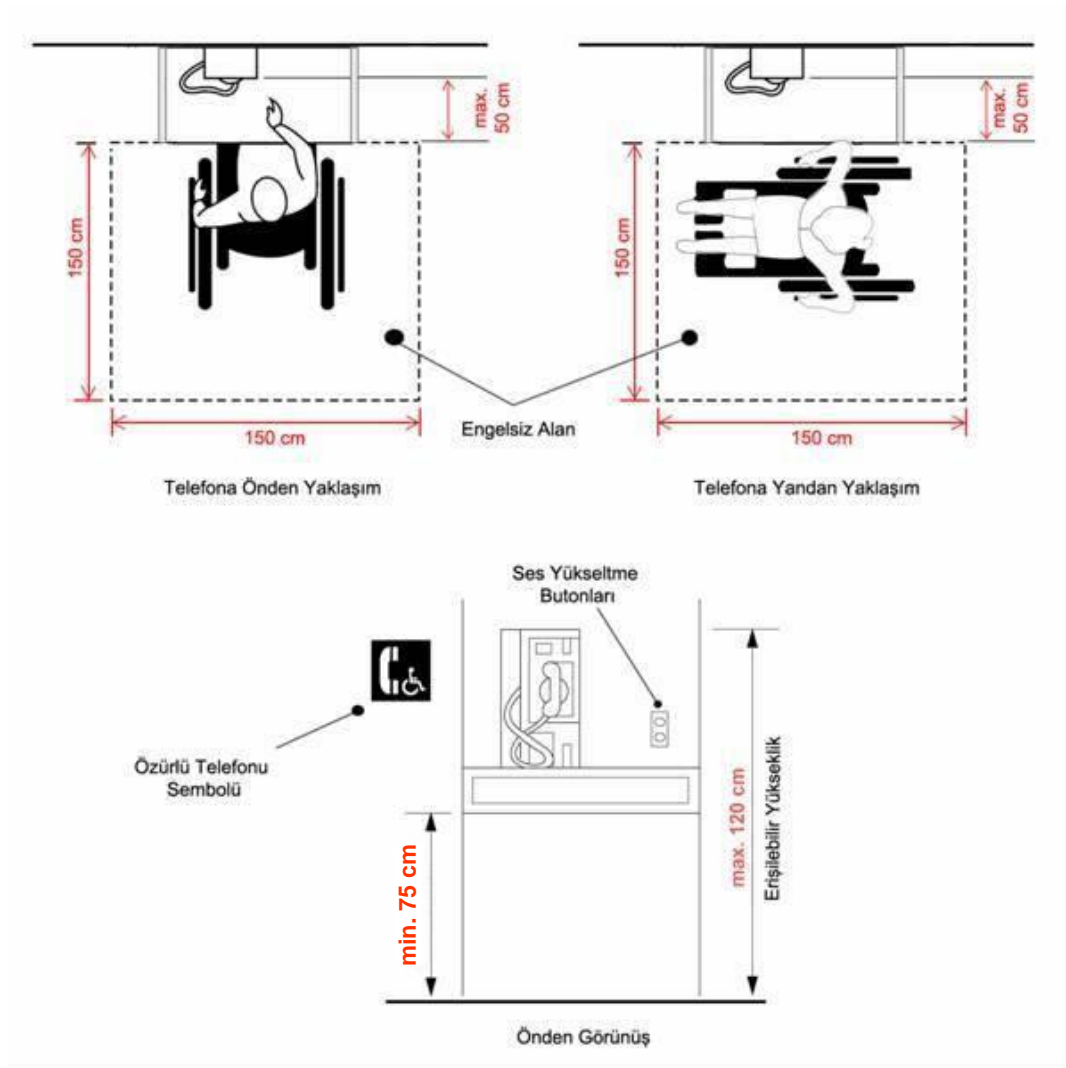 max.
50 cm
max.
50 cm
150 cm
150 cm
150 cm
150 cm
Engelsiz Alan
Telefona Önden Yaklaşım
Telefona Yandan Yaklaşım
Ses Yükseltme
Butonları
Özürlü Telefonu
Sembolü
min. 75 cm
max. 120 cm
Erişilebilir Yükseklik
Önden Görünüş